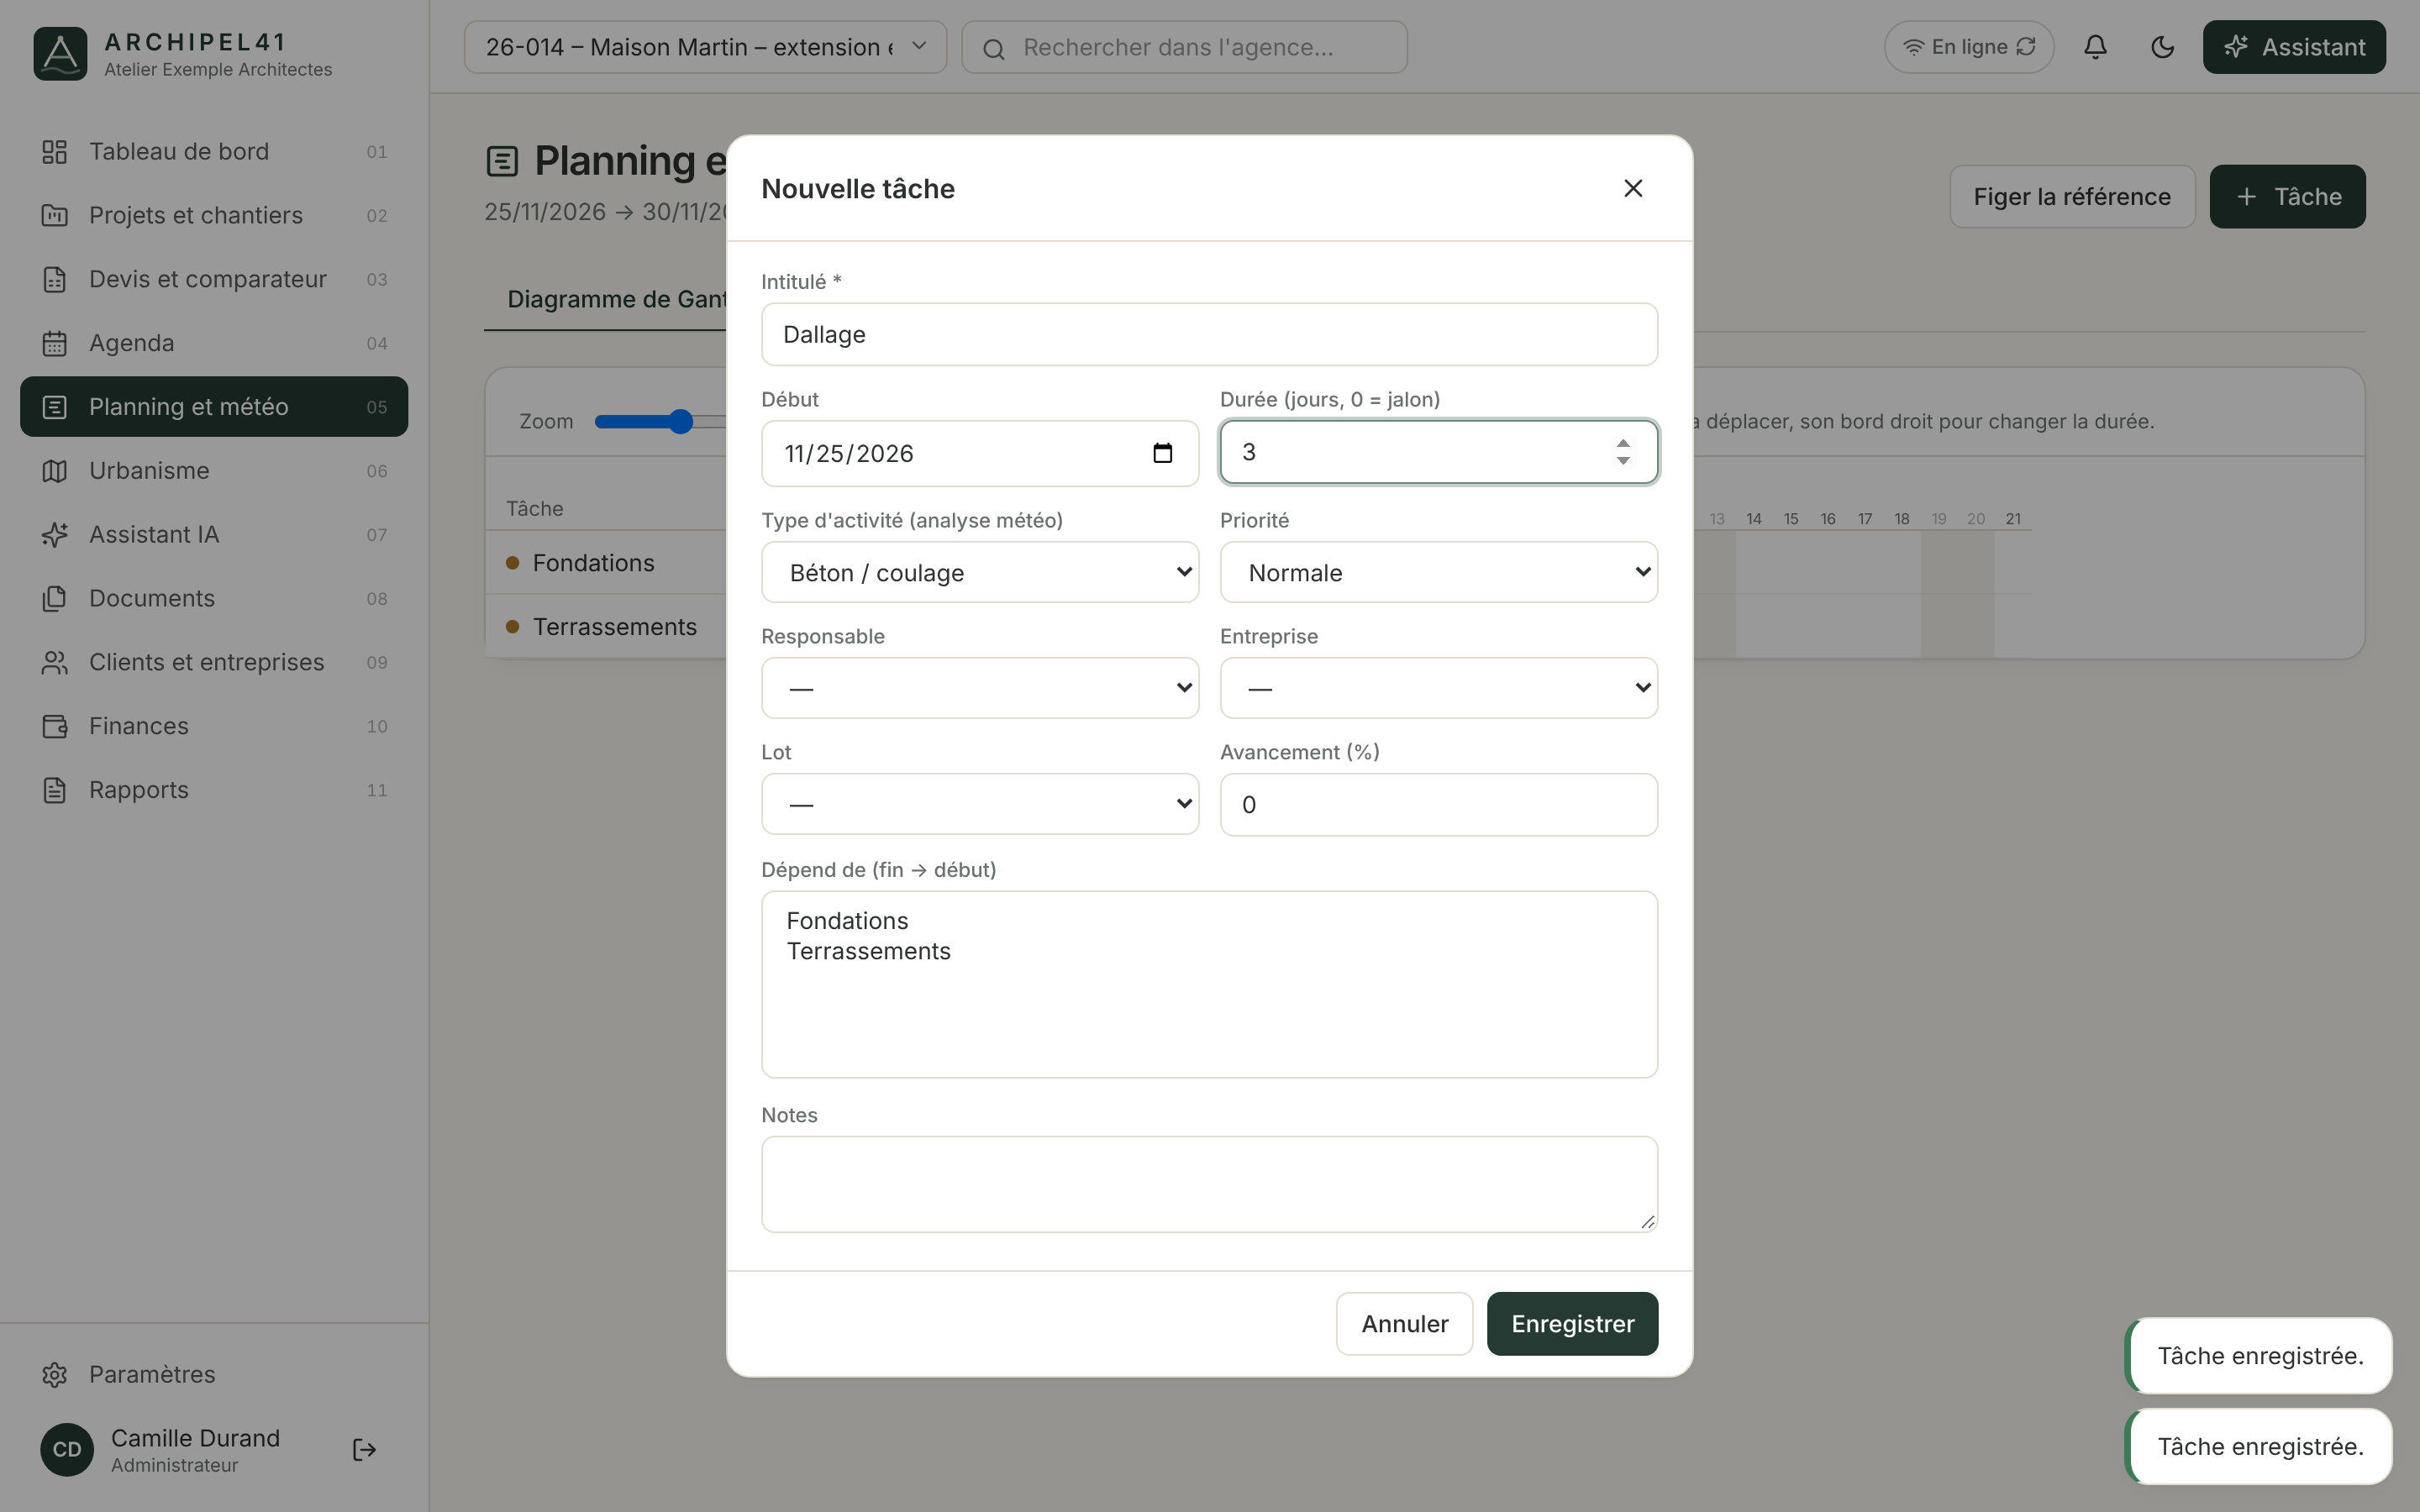 ARCHIPEL41
Atelier Exemple Architectes
Tableau de bord 01
Projets et chantiers 02
Devis et comparateur 03
Agenda 04
Planning et météo 05
Urbanisme 06
Assistant IA 07
Documents 08
Clients et entreprises 09
Finances 10
Rapports 11
Paramètres
CD
Camille Durand
Administrateur
26-014 – Maison Martin – extension e
Rechercher dans l'agence...
En ligne
Assistant
Planning e
25/11/2026 → 30/11/20
Figer la référence
+ Tâche
Diagramme de Gant
Zoom
déplacer, son bord droit pour changer la durée.
Tâche
13 14 15 16 17 18 19 20 21
Fondations
Terrassements
Nouvelle tâche
Intitulé *
Dallage
Début
Durée (jours, 0 = jalon)
11/25/2026
3
Type d'activité (analyse météo)
Priorité
Béton / coulage
Normale
Responsable
Entreprise
—
—
Lot
Avancement (%)
—
0
Dépend de (fin → début)
Fondations
Terrassements
Notes
Annuler
Enregistrer
Tâche enregistrée.
Tâche enregistrée.